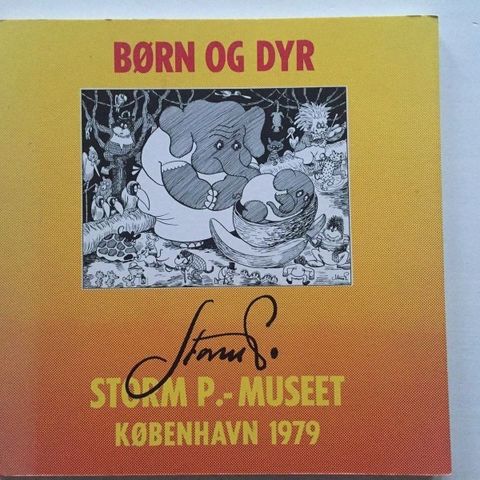 BØRN OG DYR
Storm P.
STORM P.-MUSEET
KØBENHAVN 1979